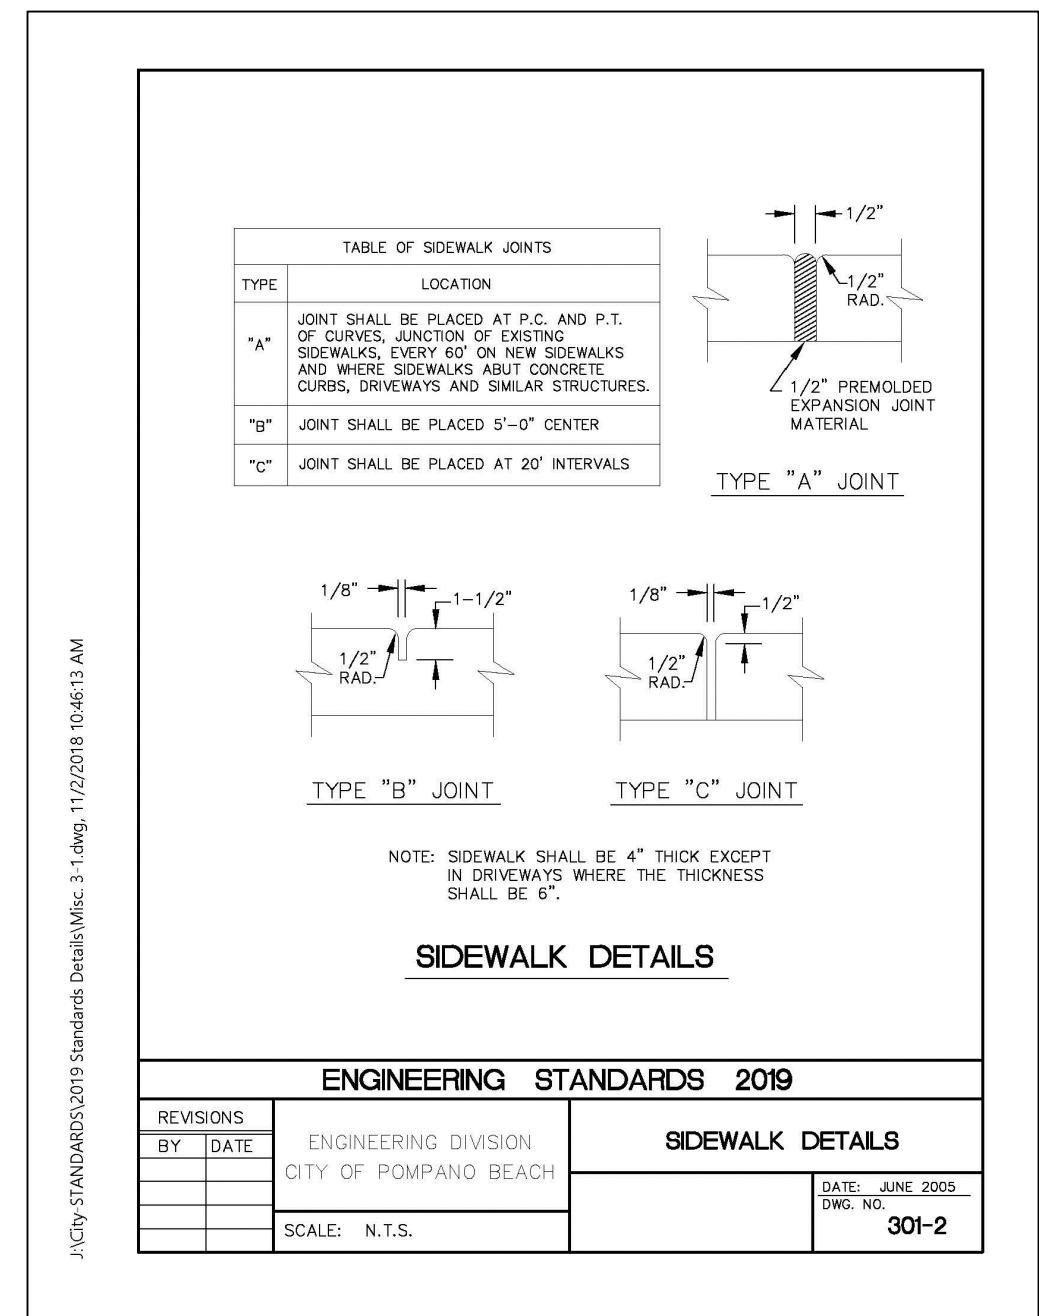 TABLE OF SIDEWALK JOINTS
TYPE LOCATION
"A"
JOINT SHALL BE PLACED AT P.C. AND P.T.
OF CURVES, JUNCTION OF EXISTING
SIDEWALKS, EVERY 60' ON NEW SIDEWALKS
AND WHERE SIDEWALKS ABUT CONCRETE
CURBS, DRIVEWAYS AND SIMILAR STRUCTURES.
"B" JOINT SHALL BE PLACED 5'-0" CENTER
"C" JOINT SHALL BE PLACED AT 20' INTERVALS
1/2"
1/2"
RAD.
1/2" PREMOLDED
EXPANSION JOINT
MATERIAL
TYPE "A" JOINT
1/8"
1-1/2"
1/2"
RAD.
TYPE "B" JOINT
1/8"
1/2"
1/2"
RAD.
TYPE "C" JOINT
NOTE: SIDEWALK SHALL BE 4" THICK EXCEPT
IN DRIVEWAYS WHERE THE THICKNESS
SHALL BE 6".
SIDEWALK DETAILS
ENGINEERING STANDARDS 2019
REVISIONS
BY DATE
ENGINEERING DIVISION
CITY OF POMPANO BEACH
SCALE: N.T.S.
SIDEWALK DETAILS
DATE: JUNE 2005
DWG. NO.
301-2
J:\City-STANDARDS\2019 Standards Details\Misc. 3-1.dwg, 11/2/2018 10:46:13 AM